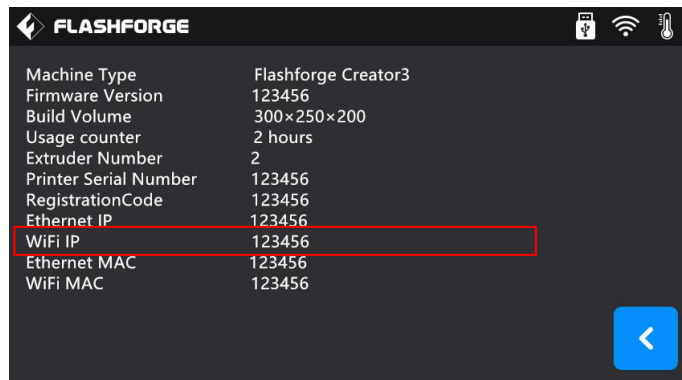 FLASHFORGE
Machine Type Flashforge Creator3
Firmware Version 123456
Build Volume 300×250×200
Usage counter 2 hours
Extruder Number 2
Printer Serial Number 123456
RegistrationCode 123456
Ethernet IP 123456
WiFi IP 123456
Ethernet MAC 123456
WiFi MAC 123456